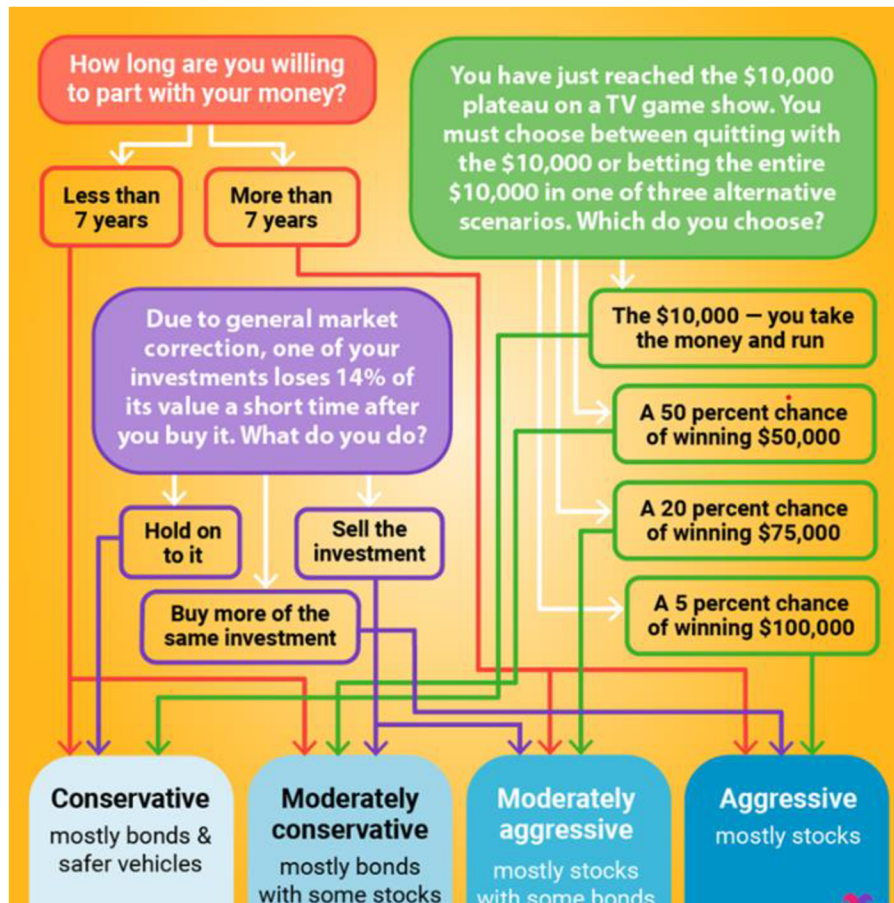 How long are you willing
to part with your money?
Less than
7 years
More than
7 years
You have just reached the $10,000
plateau on a TV game show. You
must choose between quitting with
the $10,000 or betting the entire
$10,000 in one of three alternative
scenarios. Which do you choose?
The $10,000 — you take
the money and run
A 50 percent chance
of winning $50,000
A 20 percent chance
of winning $75,000
A 5 percent chance
of winning $100,000
Due to general market
correction, one of your
investments loses 14% of
its value a short time after
you buy it. What do you do?
Hold on
to it
Sell the
investment
Buy more of the
same investment
Conservative
mostly bonds &
safer vehicles
Moderately
conservative
mostly bonds
with some stocks
Moderately
aggressive
mostly stocks
with some bonds
Aggressive
mostly stocks